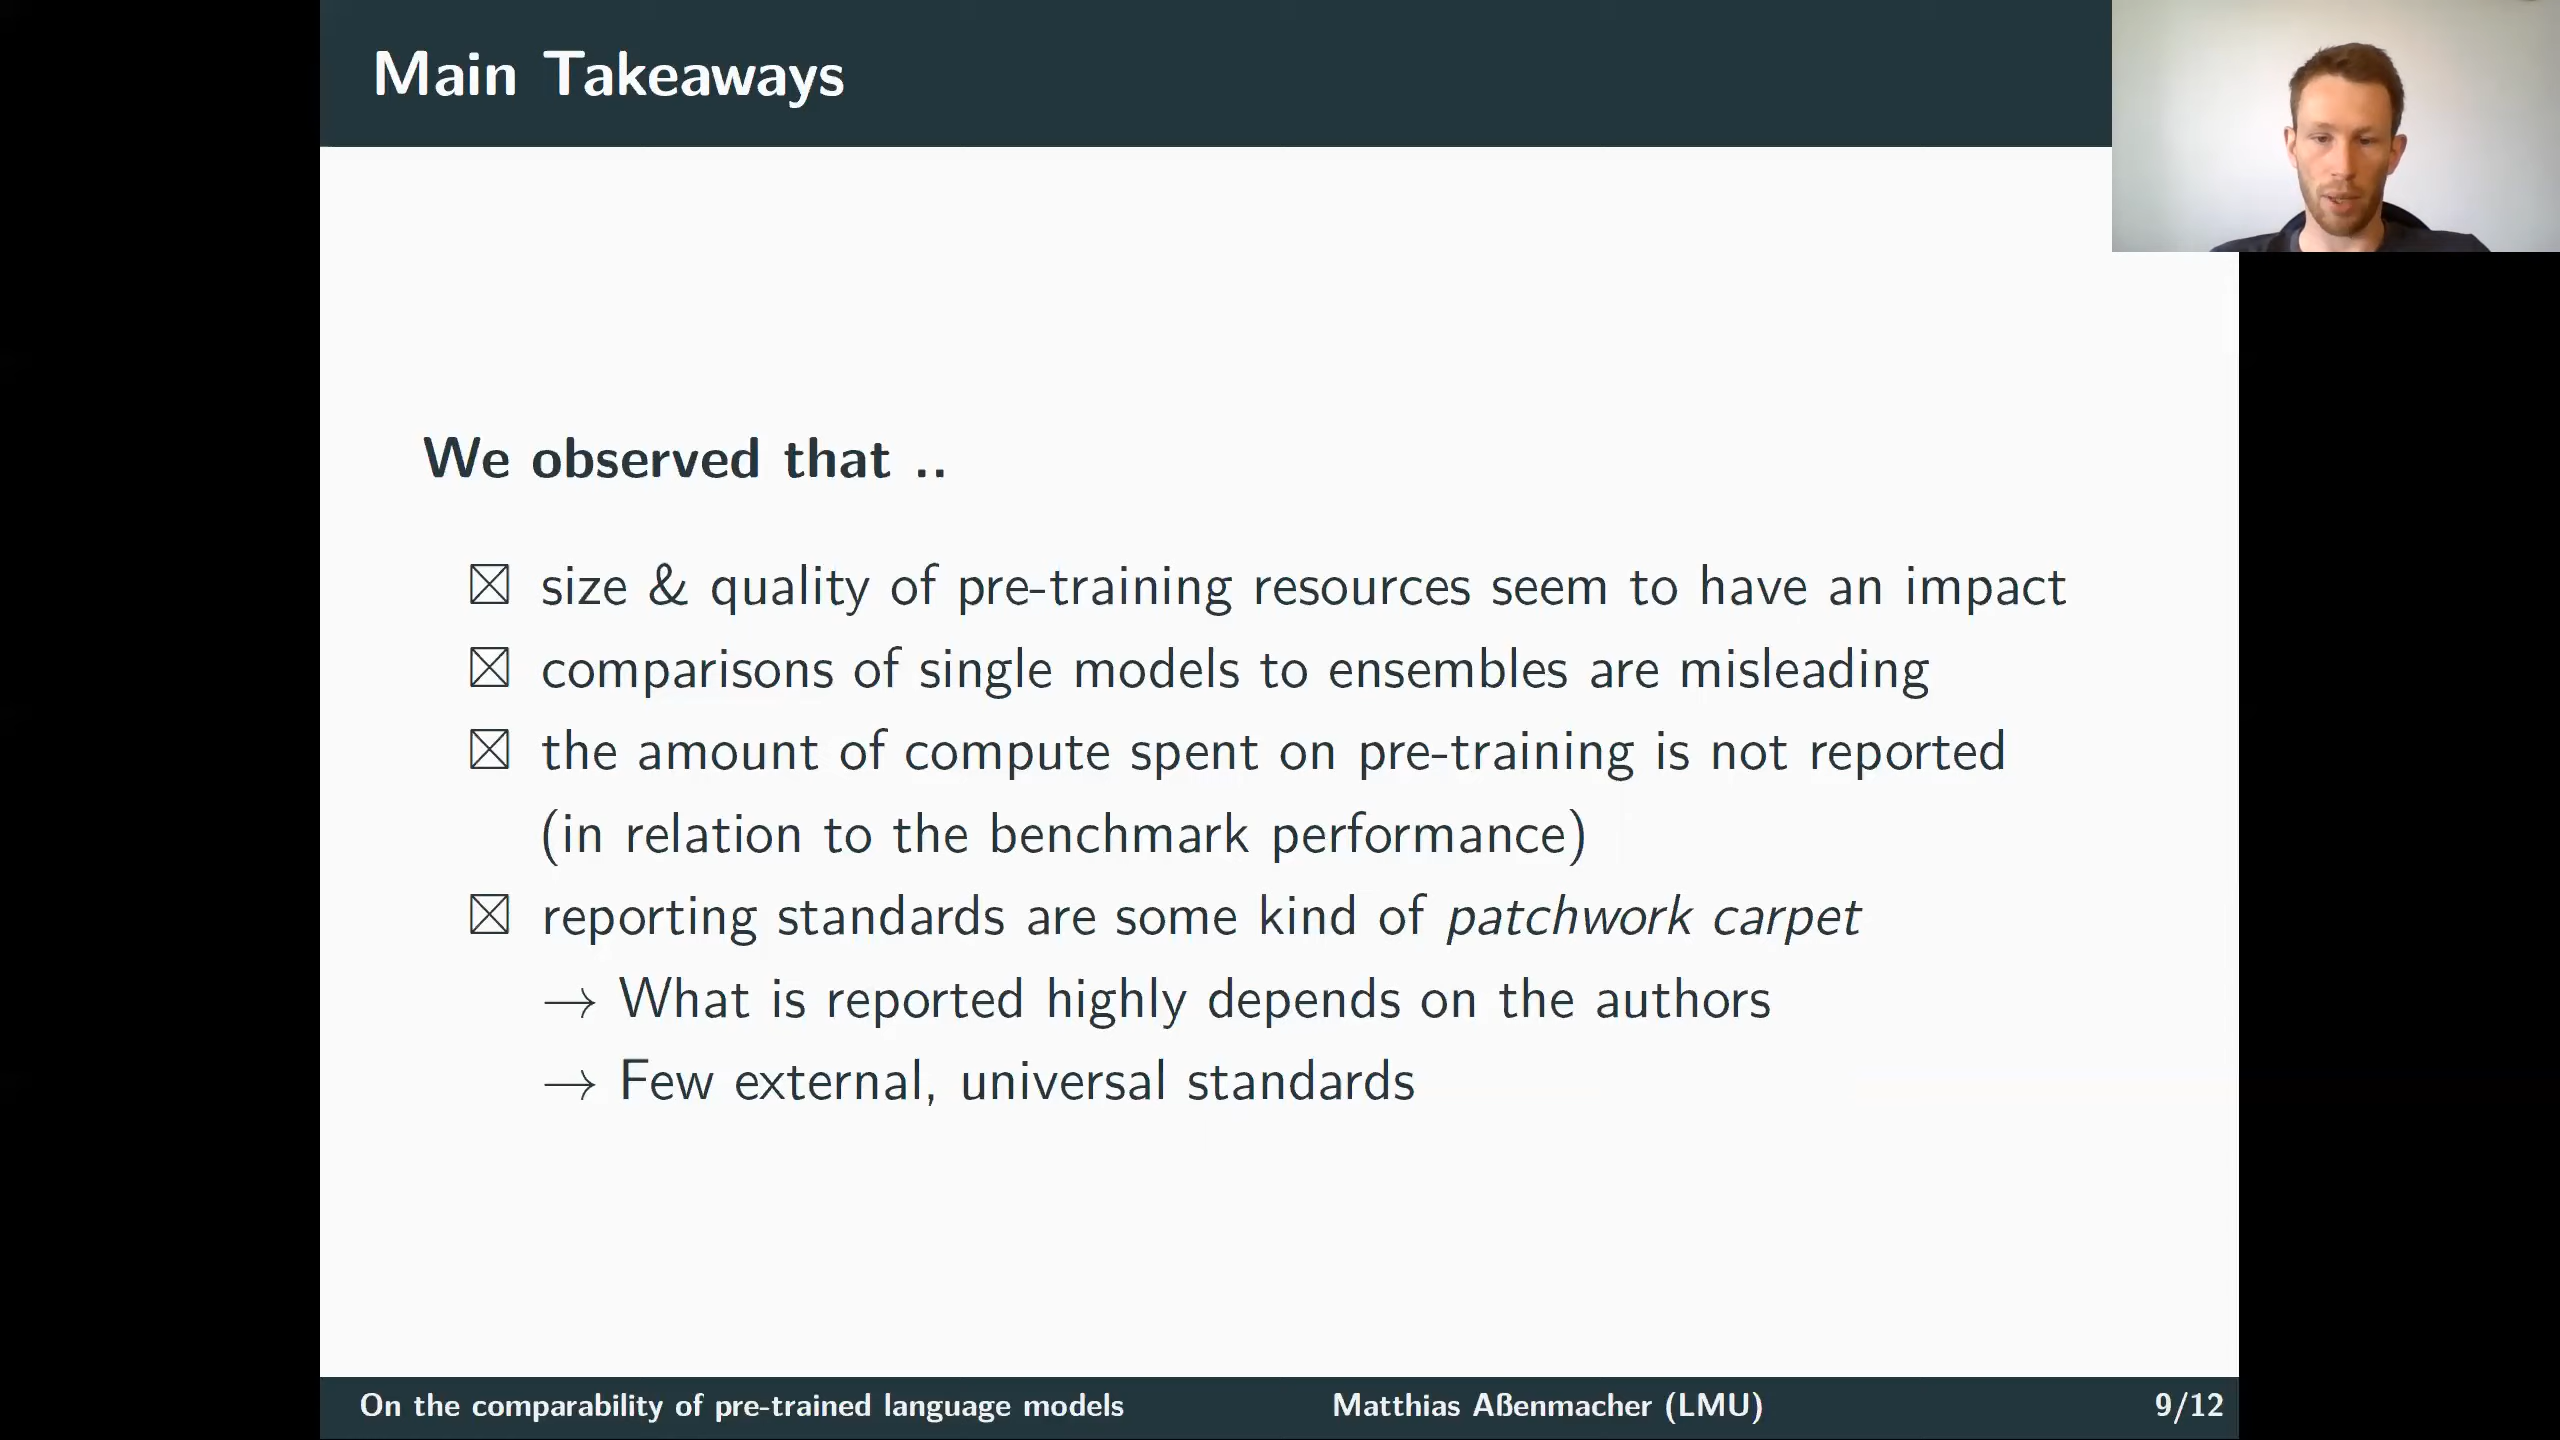 Main Takeaways
We observed that ..
☒ size & quality of pre-training resources seem to have an impact
☒ comparisons of single models to ensembles are misleading
☒ the amount of compute spent on pre-training is not reported
(in relation to the benchmark performance)
☒ reporting standards are some kind of patchwork carpet
→ What is reported highly depends on the authors
→ Few external, universal standards
On the comparability of pre-trained language models Matthias Aßenmacher (LMU) 9/12